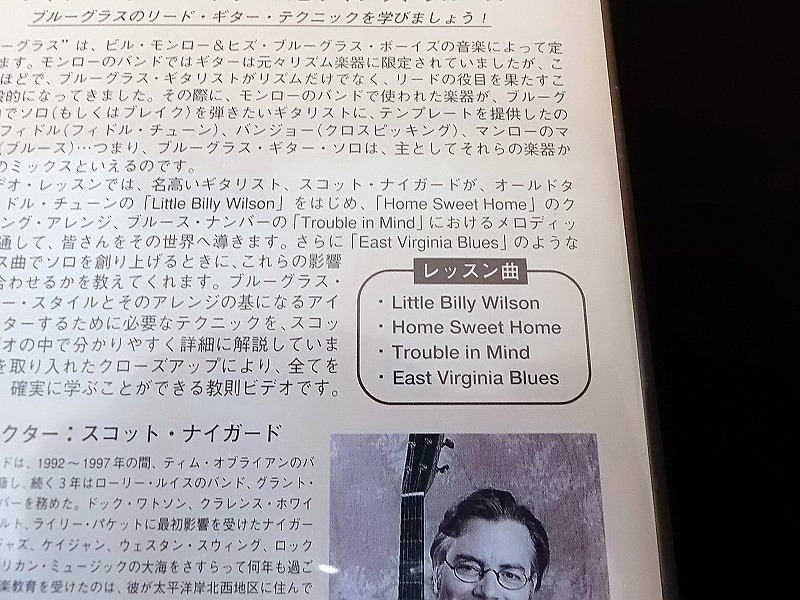 ブルーグラスのリード・ギター・テクニックを学びましょう！
ーグラス”は、ビル・モンロー＆ヒズ・ブルーグラス・ボーイズの音楽によって定
ます。モンローのバンドではギターは元々リズム楽器に限定されていましたが、こ
ほどで、ブルーグラス・ギタリストがリズムだけでなく、リードの役目を果たすこ
的になってきました。その際に、モンローのバンドで使われた楽器が、ブルーグ
でソロ（もしくはブレイク）を弾きたいギタリストに、テンプレートを提供したの
フィドル（フィドル・チューン）、バンジョー（クロスピッキング）、マンローのマ
（ブルース）…つまり、ブルーグラス・ギター・ソロは、主としてそれらの楽器か
のミックスといえるのです。
デオ・レッスンでは、名高いギタリスト、スコット・ナイガードが、オールドタ
ドル・チューンの「Little Billy Wilson」をはじめ、「Home Sweet Home」のク
ング・アレンジ、ブルース・ナンバーの「Trouble in Mind」におけるメロディッ
通して、皆さんをその世界へ導きます。さらに「East Virginia Blues」のような
ス曲でソロを創り上げるときに、これらの影響
合わせるかを教えてくれます。ブルーグラス・
ー・スタイルとそのアレンジの基になるアイ
ターするために必要なテクニックを、スコッ
オの中で分かりやすく詳細に解説していま
を取り入れたクローズアップにより、全てを
確実に学ぶことができる教則ビデオです。
レッスン曲
・Little Billy Wilson
・Home Sweet Home
・Trouble in Mind
・East Virginia Blues
クター：スコット・ナイガード
ドは、1992〜1997年の間、ティム・オブライアンのバ
籍し、続く3年はローリー・ルイスのバンド、グラント・
バーを務めた。ドック・ワトソン、クラレンス・ホワイ
ルト、ライリー・パケットに最初影響を受けたナイガー
ジャズ、ケイジャン、ウェスタン・スウィング、ロック
リカン・ミュージックの大海をさすらって何年も過ご
楽教育を受けたのは、彼が太平洋岸北西地区に住んで